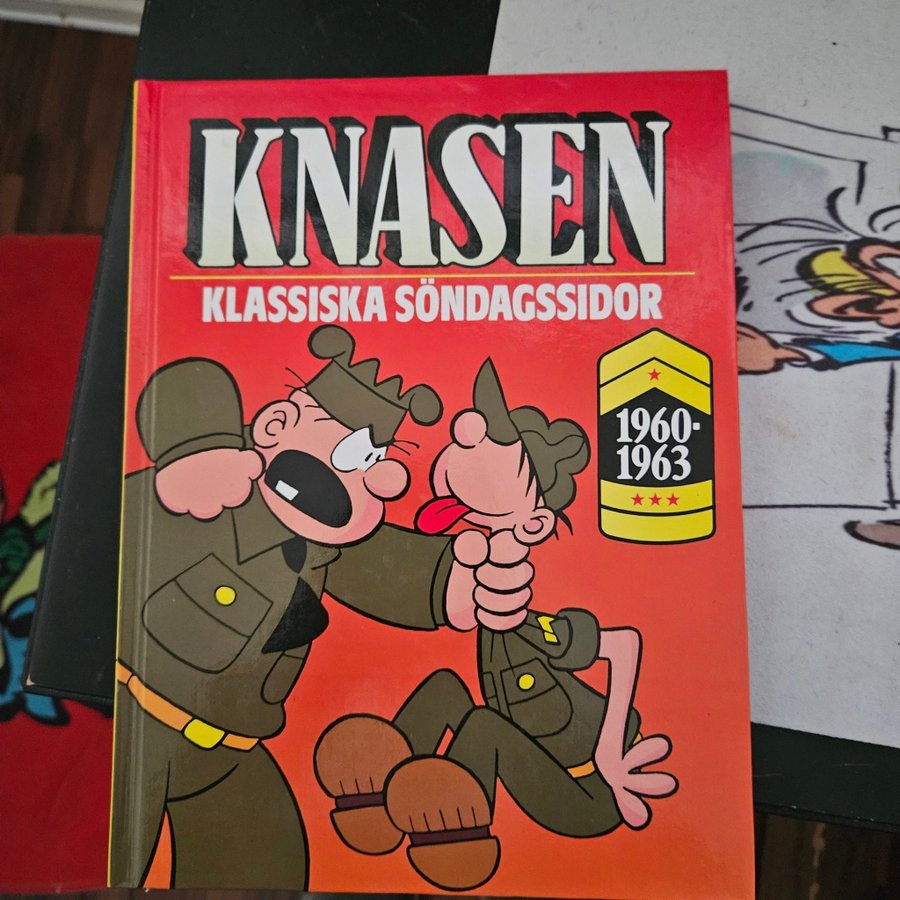 KNASEN
KLASSISKA SÖNDAGSSIDOR
1960-
1963